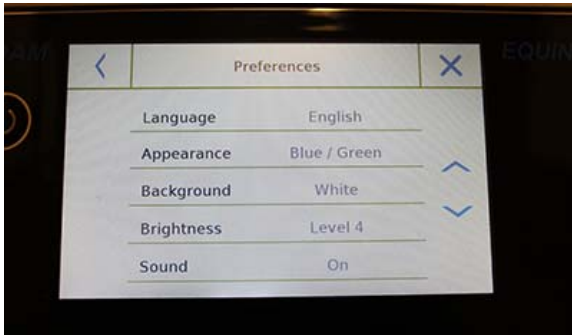 Preferences
Language English
Appearance Blue / Green
Background White
Brightness Level 4
Sound On